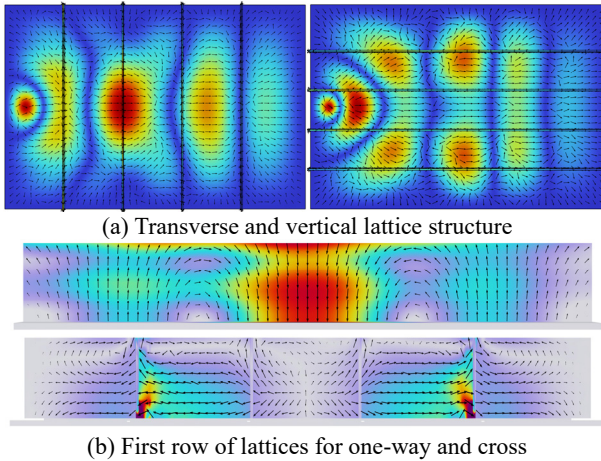 (a) Transverse and vertical lattice structure
(b) First row of lattices for one-way and cross